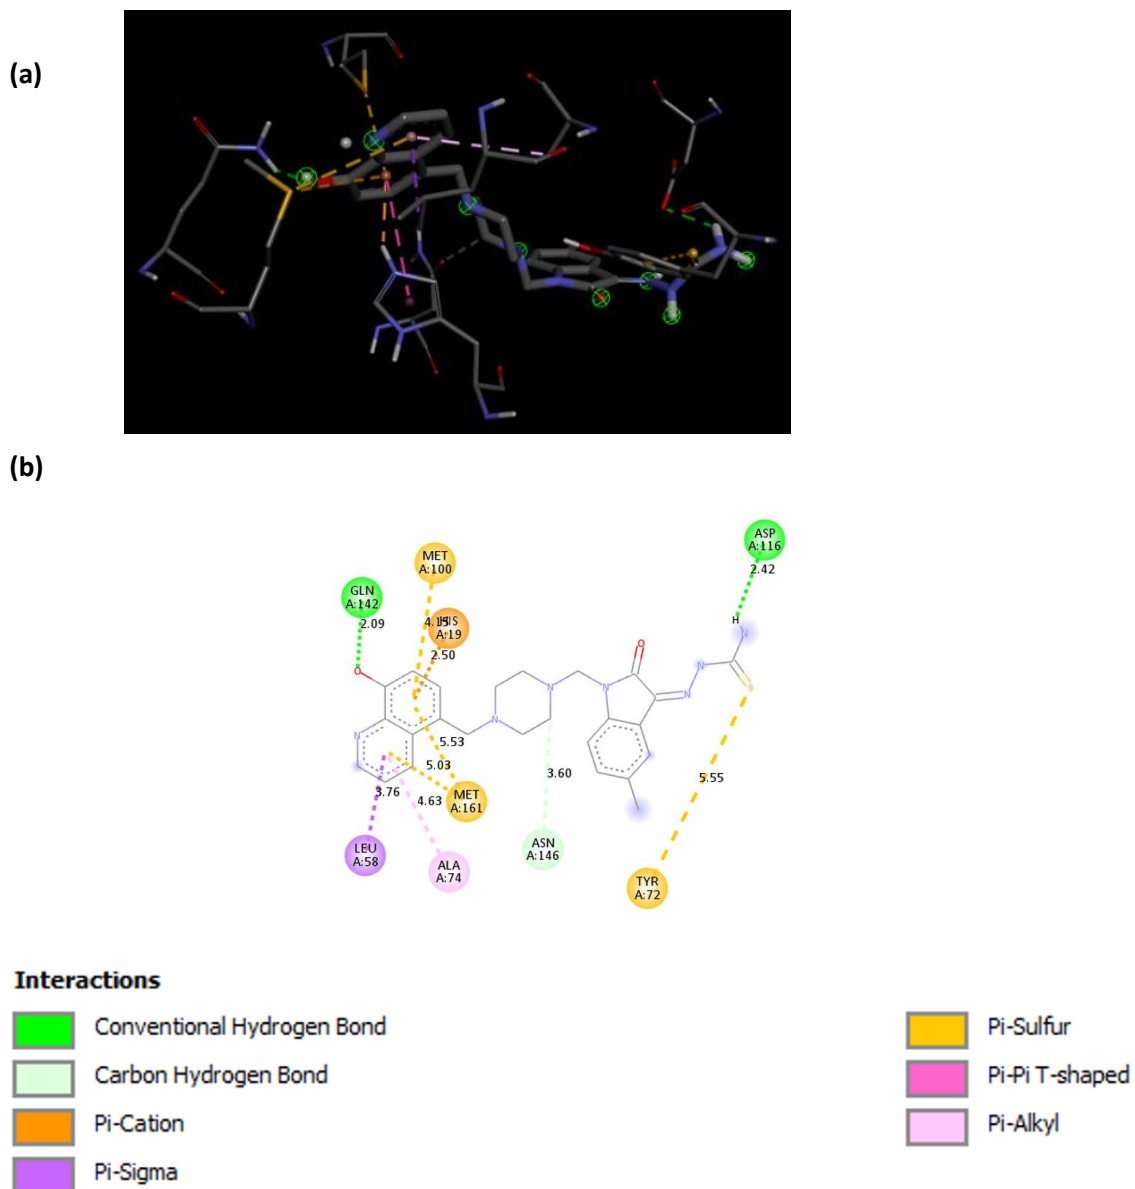 (a)
(b)
ASP
A:116
2.42
MET
A:100
GLN
A:142
2.09
4.15
HIS
A:19
2.50
H
N
O
O
N
N
N
N
N
S
N
5.53
5.03
3.76
4.63
3.60
5.55
MET
A:161
LEU
A:58
ALA
A:74
ASN
A:146
TYR
A:72
Interactions
Conventional Hydrogen Bond
Carbon Hydrogen Bond
Pi-Cation
Pi-Sigma
Pi-Sulfur
Pi-Pi T-shaped
Pi-Alkyl